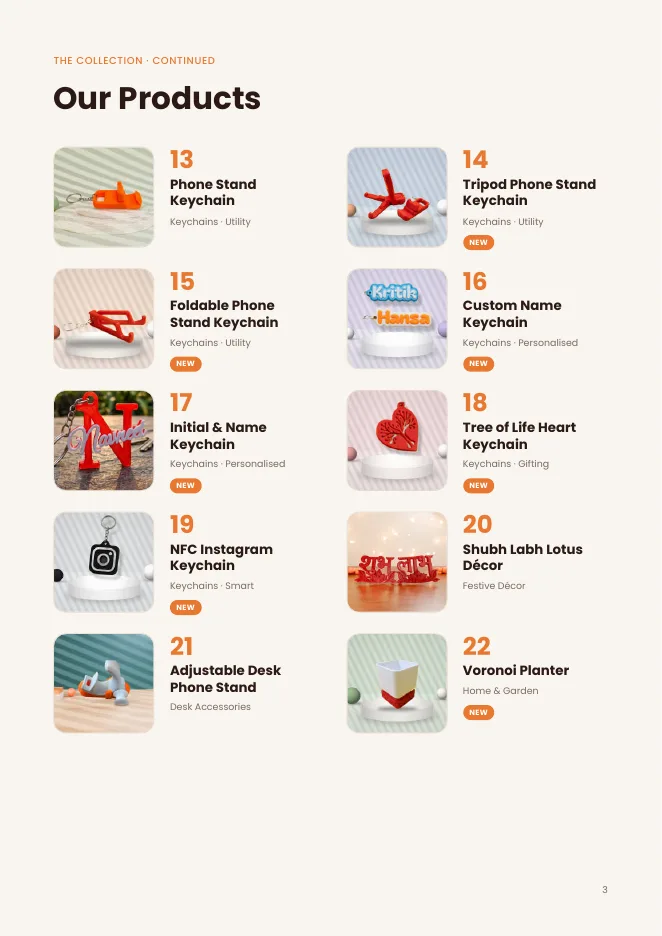 THE COLLECTION · CONTINUED
Our Products
13
Phone Stand
Keychain
Keychains · Utility
14
Tripod Phone Stand
Keychain
Keychains · Utility
NEW
15
Foldable Phone
Stand Keychain
Keychains · Utility
NEW
Kritik
Hansa
16
Custom Name
Keychain
Keychains · Personalised
NEW
N
17
Initial & Name
Keychain
Keychains · Personalised
NEW
18
Tree of Life Heart
Keychain
Keychains · Gifting
NEW
19
NFC Instagram
Keychain
Keychains · Smart
NEW
शुभ लाभ
20
Shubh Labh Lotus
Décor
Festive Décor
21
Adjustable Desk
Phone Stand
Desk Accessories
22
Voronoi Planter
Home & Garden
NEW
3